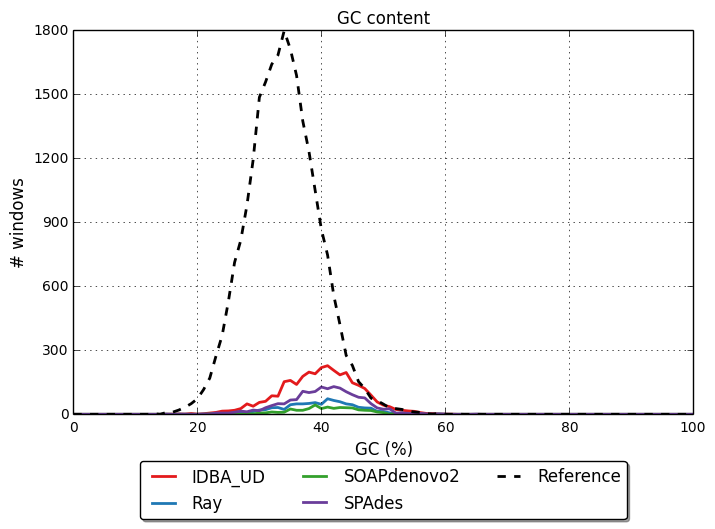 GC content
1800
1500
1200
900
600
300
0
# windows
0 20 40 60 80 100
GC (%)
IDBA_UD SOAPdenovo2 Reference
Ray SPAdes